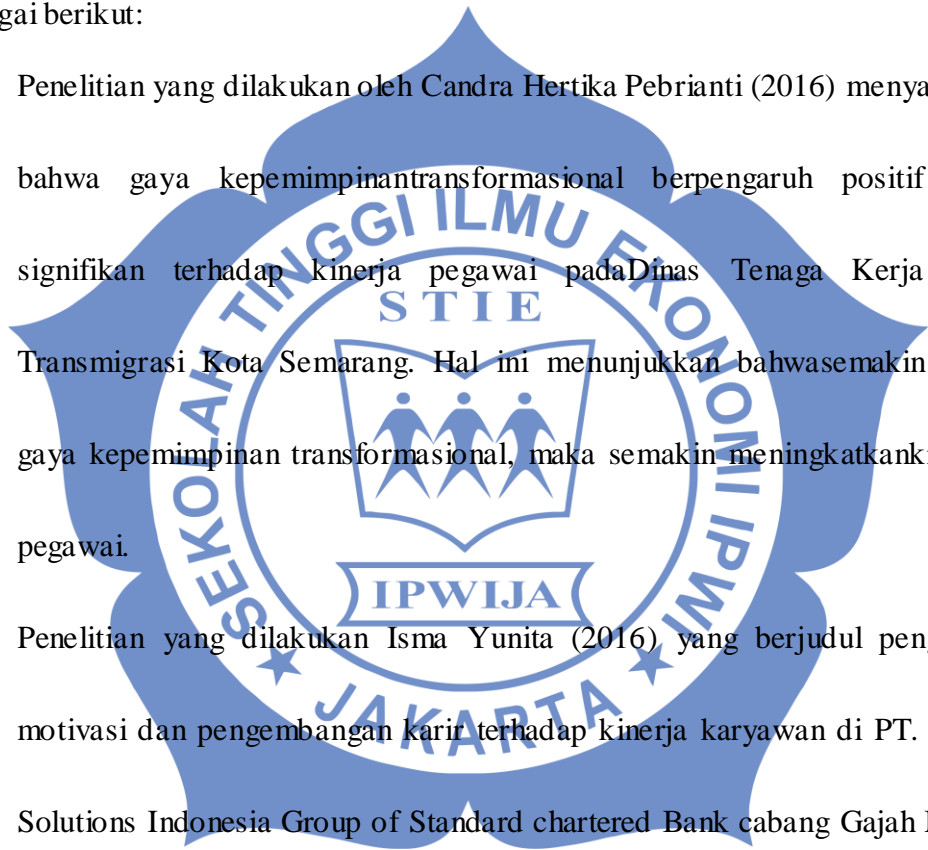 gai berikut:
Penelitian yang dilakukan oleh Candra Hertika Pebrianti (2016) menya
bahwa gaya kepemimpinantransformasional berpengaruh positif
signifikan terhadap kinerja pegawai padaDinas Tenaga Kerja
Transmigrasi Kota Semarang. Hal ini menunjukkan bahwasemakin
gaya kepemimpinan transformasional, maka semakin meningkatkanki
pegawai.
Penelitian yang dilakukan Isma Yunita (2016) yang berjudul peng
motivasi dan pengembangan karir terhadap kinerja karyawan di PT.
Solutions Indonesia Group of Standard chartered Bank cabang Gajah
SEKOLAH TINGGI ILMU EKONOMI IPWI
STIE
IPWIJA
JAKARTA